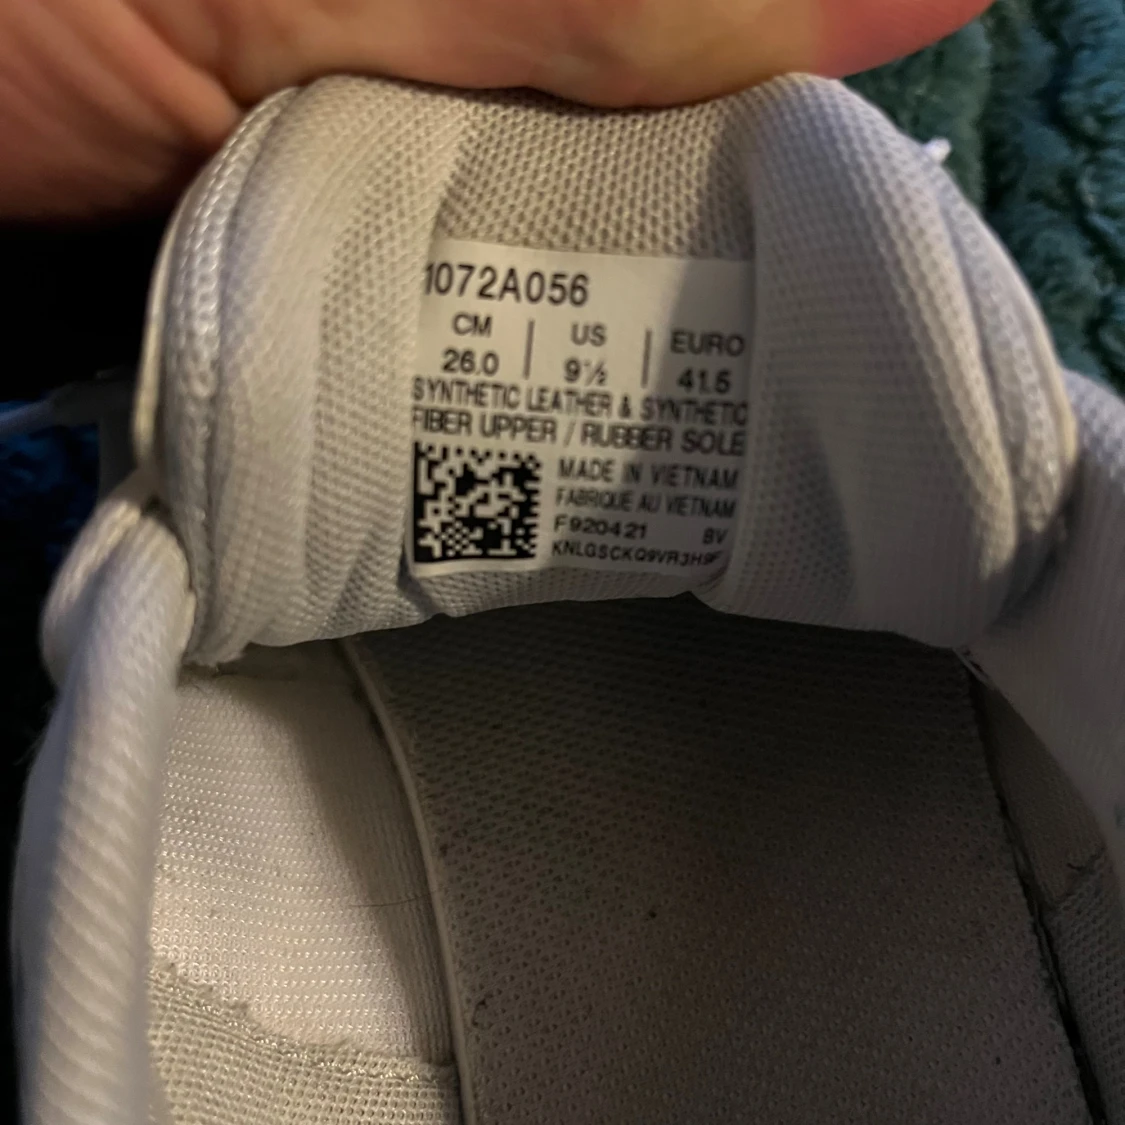 1072A056
CM | US | EURO
26.0 | 9½ | 41.5
SYNTHETIC LEATHER & SYNTHETIC
FIBER UPPER / RUBBER SOLE
MADE IN VIETNAM
FABRIQUE AU VIETNAM
F920421 BV